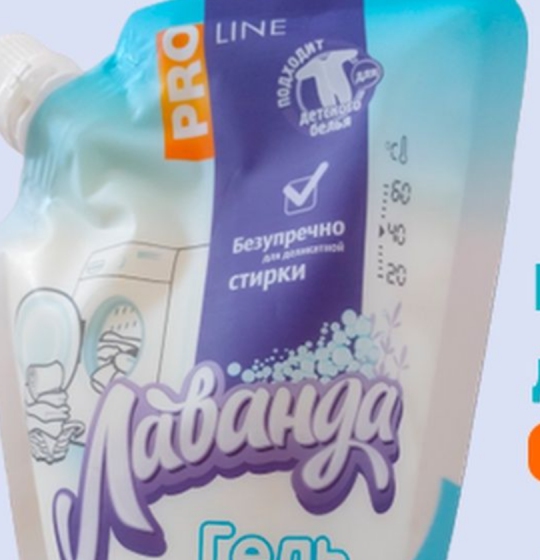 PRO
LINE
ПОДХОДИТ
для
детского
белья
°C
60
40
20
Безупречно
для деликатной
стирки
Лаванда
Гель